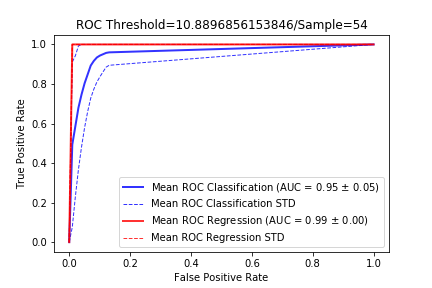 ROC Threshold=10.8896856153846/Sample=54
True Positive Rate
1.0
0.8
0.6
0.4
0.2
0.0
Mean ROC Classification (AUC = 0.95 ± 0.05)
Mean ROC Classification STD
Mean ROC Regression (AUC = 0.99 ± 0.00)
Mean ROC Regression STD
0.0 0.2 0.4 0.6 0.8 1.0
False Positive Rate